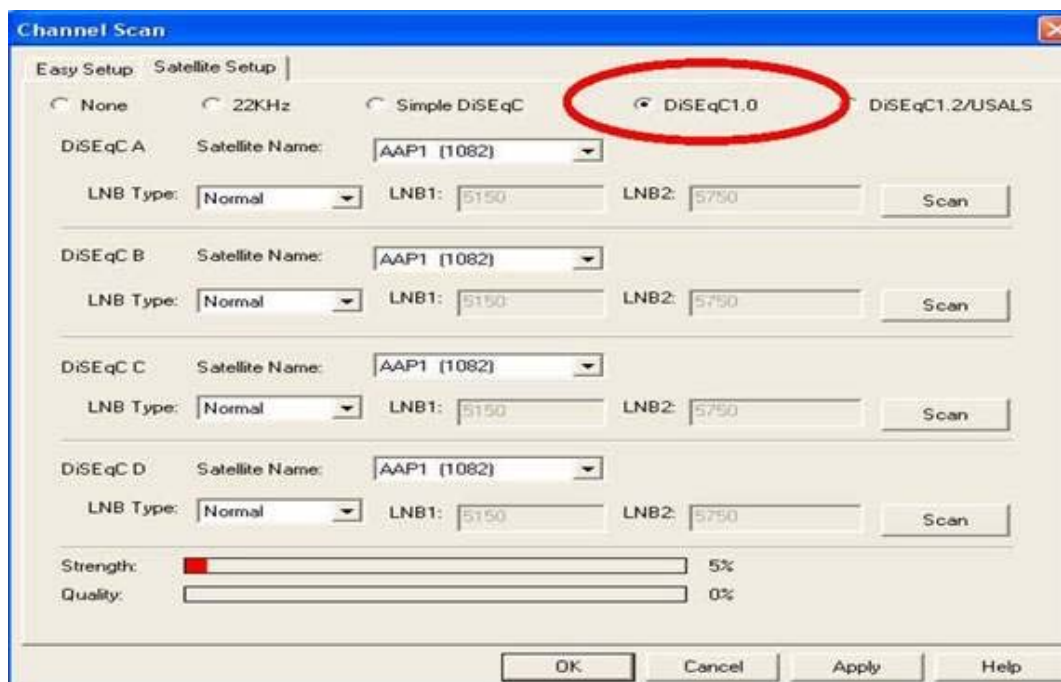 Channel Scan
Easy Setup Satellite Setup
None 22KHz Simple DiSEqC DiSEqC1.0 DiSEqC1.2/USALS
DiSEqC A Satellite Name: AAP1 (1082)
LNB Type: Normal LNB1: 5150 LNB2: 5750 Scan
DiSEqC B Satellite Name: AAP1 (1082)
LNB Type: Normal LNB1: 5150 LNB2: 5750 Scan
DiSEqC C Satellite Name: AAP1 (1082)
LNB Type: Normal LNB1: 5150 LNB2: 5750 Scan
DiSEqC D Satellite Name: AAP1 (1082)
LNB Type: Normal LNB1: 5150 LNB2: 5750 Scan
Strength: 5%
Quality: 0%
OK Cancel Apply Help